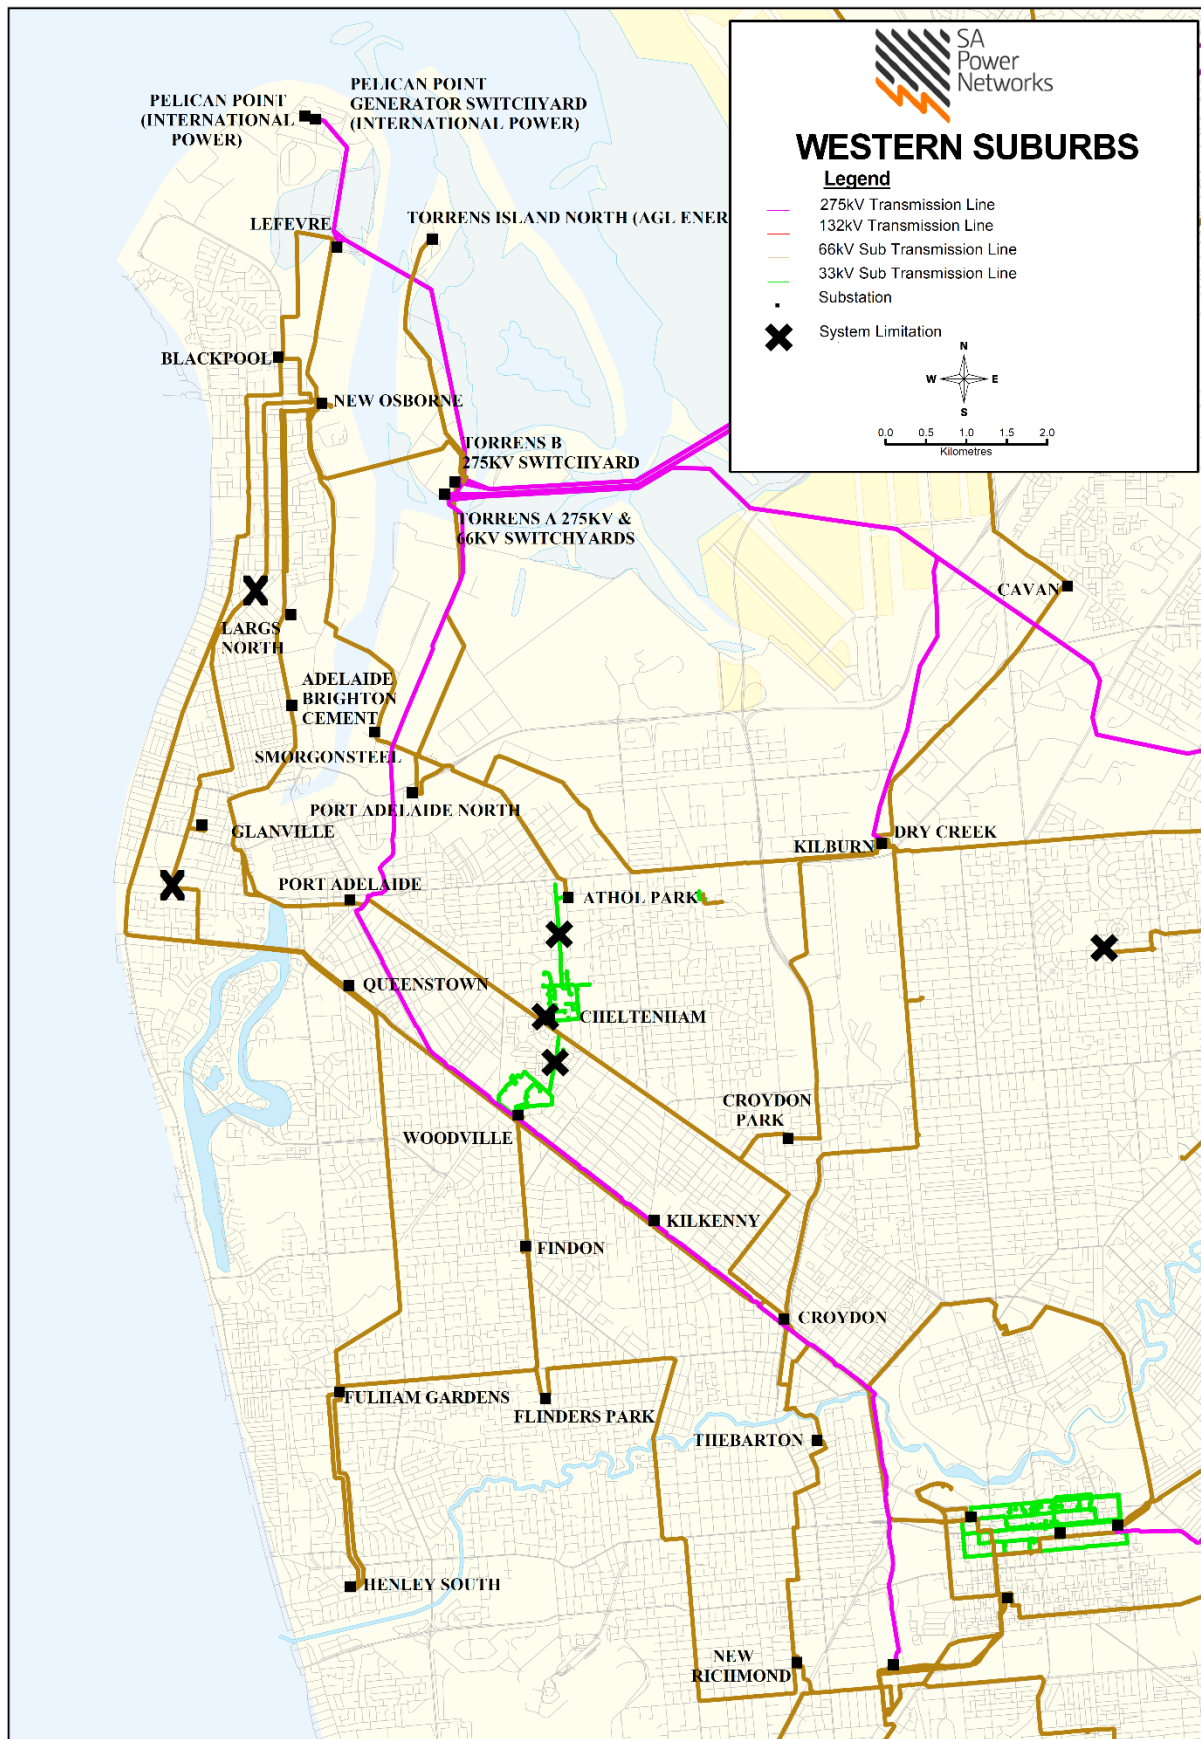 SA
Power
Networks
WESTERN SUBURBS
Legend
275kV Transmission Line
132kV Transmission Line
66kV Sub Transmission Line
33kV Sub Transmission Line
Substation
System Limitation
N
W E
S
0.0 0.5 1.0 1.5 2.0
Kilometres
PELICAN POINT
(INTERNATIONAL
POWER)
PELICAN POINT
GENERATOR SWITCHYARD
(INTERNATIONAL POWER)
LEFEVRE
TORRENS ISLAND NORTH (AGL ENER
BLACKPOOL
NEW OSBORNE
TORRENS B
275KV SWITCHYARD
TORRENS A 275KV &
66KV SWITCHYARDS
CAVAN
LARGS
NORTH
ADELAIDE
BRIGHTON
CEMENT
SMORGONSTEEL
PORT ADELAIDE NORTH
GLANVILLE
DRY CREEK
KILBURN
PORT ADELAIDE
ATHOL PARK
QUEENSTOWN
CHELTENHAM
CROYDON
PARK
WOODVILLE
KILKENNY
FINDON
CROYDON
FULHAM GARDENS
FLINDERS PARK
THEBARTON
HENLEY SOUTH
NEW
RICHMOND